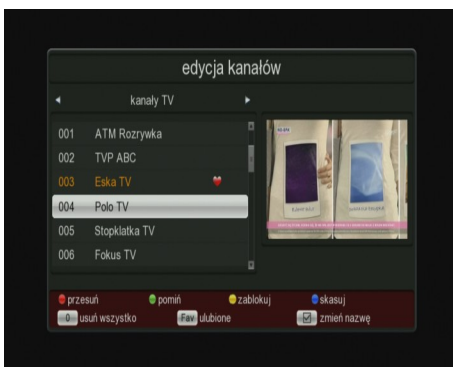 edycja kanałów
kanały TV
001 ATM Rozrywka
002 TVP ABC
003 Eska TV
004 Polo TV
005 Stopklatka TV
006 Fokus TV
przesuń pomiń zablokuj skasuj
0 usuń wszystko Fav ulubione zmień nazwę